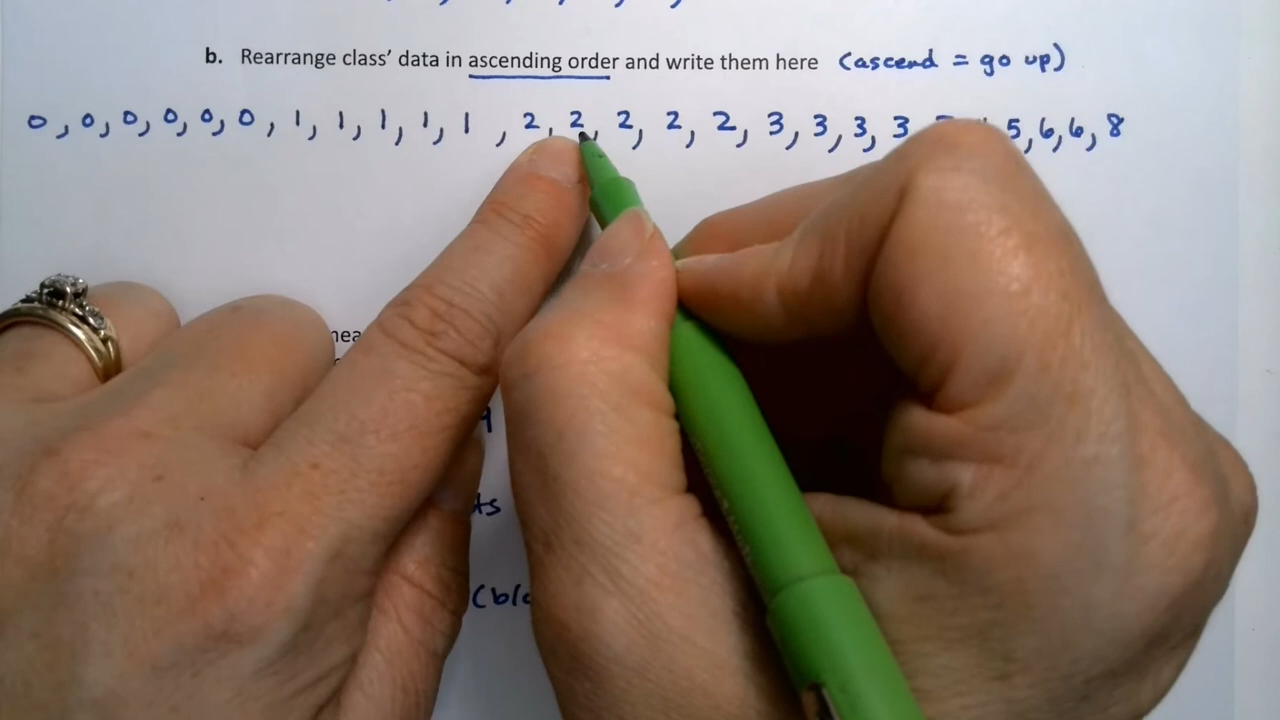 b. Rearrange class' data in ascending order and write them here (ascend = go up)
0, 0, 0, 0, 0, 0, 1, 1, 1, 1, 1, 2, 2, 2, 2, 2, 3, 3, 3, 3 5, 6, 6, 8